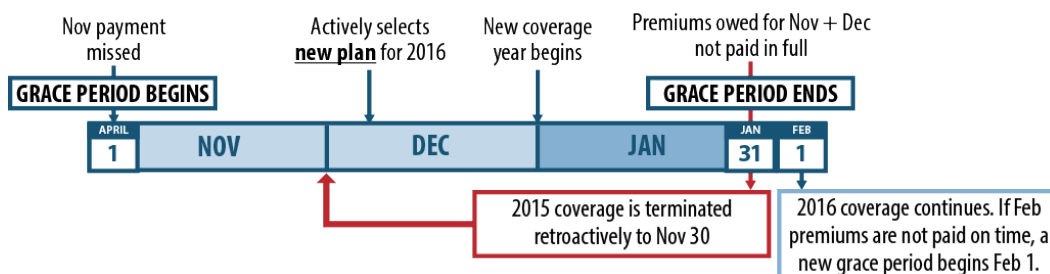 Nov payment
missed
Actively selects
new plan for 2016
New coverage
year begins
Premiums owed for Nov + Dec
not paid in full
GRACE PERIOD BEGINS
GRACE PERIOD ENDS
APRIL
1
NOV
DEC
JAN
JAN
31
FEB
1
2015 coverage is terminated
retroactively to Nov 30
2016 coverage continues. If Feb
premiums are not paid on time, a
new grace period begins Feb 1.